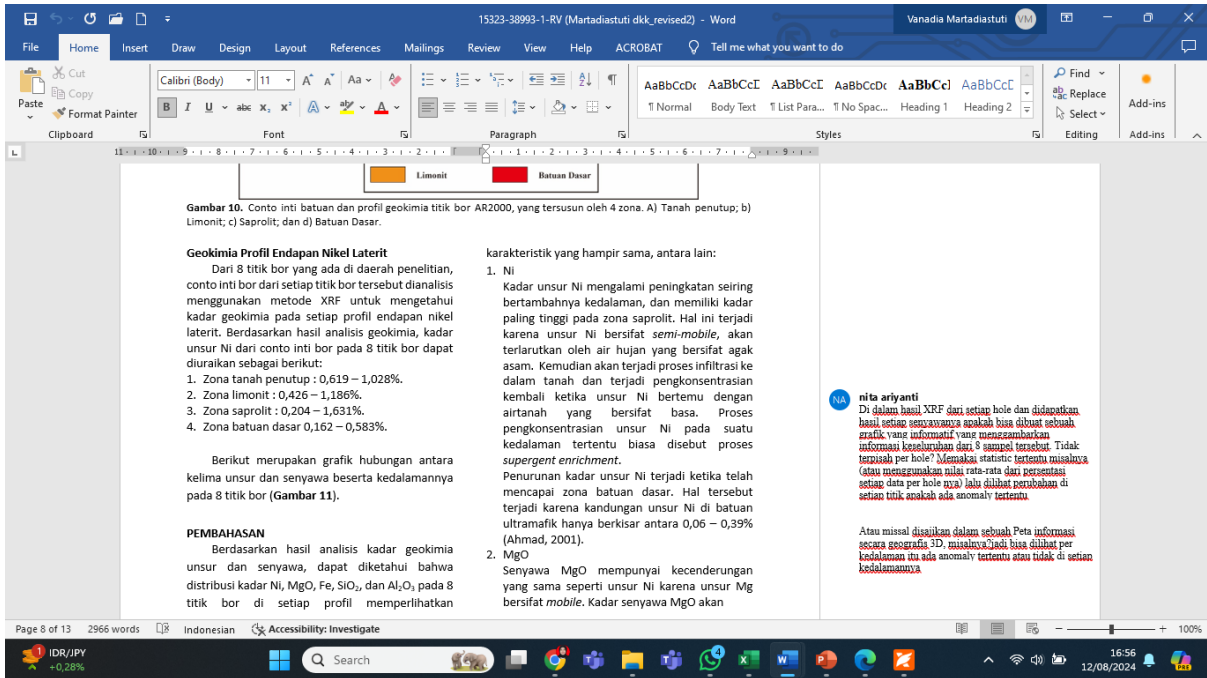 15323-38993-1-RV (Martadiastuti dkk_revised2) - Word
Vanadia Martadiastuti VM
File Home Insert Draw Design Layout References Mailings Review View Help ACROBAT Tell me what you want to do
Paste
Cut
Copy
Format Painter
Calibri (Body) 11
AaBbCcDc AaBbCcI AaBbCcI AaBbCcDc AaBbCcI AaBbCcI
¶ Normal Body Text ¶ List Para... ¶ No Spac... Heading 1 Heading 2
Find
Replace
Select
Add-ins
Clipboard Font Paragraph Styles Editing Add-ins
Limonit Batuan Dasar
Gambar 10. Conto inti batuan dan profil geokimia titik bor AR2000, yang tersusun oleh 4 zona. A) Tanah penutup; b)
Limonit; c) Saprolit; dan d) Batuan Dasar.
Geokimia Profil Endapan Nikel Laterit
Dari 8 titik bor yang ada di daerah penelitian,
conto inti bor dari setiap titik bor tersebut dianalisis
menggunakan metode XRF untuk mengetahui
kadar geokimia pada setiap profil endapan nikel
laterit. Berdasarkan hasil analisis geokimia, kadar
unsur Ni dari conto inti bor pada 8 titik bor dapat
diuraikan sebagai berikut:
1. Zona tanah penutup : 0,619 – 1,028%.
2. Zona limonit : 0,426 – 1,186%.
3. Zona saprolit : 0,204 – 1,631%.
4. Zona batuan dasar 0,162 – 0,583%.
Berikut merupakan grafik hubungan antara
kelima unsur dan senyawa beserta kedalamannya
pada 8 titik bor (Gambar 11).
PEMBAHASAN
Berdasarkan hasil analisis kadar geokimia
unsur dan senyawa, dapat diketahui bahwa
distribusi kadar Ni, MgO, Fe, SiO₂, dan Al₂O₃ pada 8
titik bor di setiap profil memperlihatkan
karakteristik yang hampir sama, antara lain:
1. Ni
Kadar unsur Ni mengalami peningkatan seiring
bertambahnya kedalaman, dan memiliki kadar
paling tinggi pada zona saprolit. Hal ini terjadi
karena unsur Ni bersifat semi-mobile, akan
terlarutkan oleh air hujan yang bersifat agak
asam. Kemudian akan terjadi proses infiltrasi ke
dalam tanah dan terjadi pengkonsentrasian
kembali ketika unsur Ni bertemu dengan
airtanah yang bersifat basa. Proses
pengkonsentrasian unsur Ni pada suatu
kedalaman tertentu biasa disebut proses
supergent enrichment.
Penurunan kadar unsur Ni terjadi ketika telah
mencapai zona batuan dasar. Hal tersebut
terjadi karena kandungan unsur Ni di batuan
ultramafik hanya berkisar antara 0,06 – 0,39%
(Ahmad, 2001).
2. MgO
Senyawa MgO mempunyai kecenderungan
yang sama seperti unsur Ni karena unsur Mg
bersifat mobile. Kadar senyawa MgO akan
NA nita ariyanti
Di dalam hasil XRF dari setiap hole dan didapatkan
hasil setiap senyawanya apakah bisa dibuat sebuah
grafik yang informatif yang menggambarkan
informasi keseluruhan dari 8 sampel tersebut. Tidak
terpisah per hole? Memakai statistic tertentu misalnya
(atau menggunakan nilai rata-rata dari persentasi
setiap data per hole nya) lalu dilihat perubahan di
setiap titik apakah ada anomaly tertentu.
Atau missal disajikan dalam sebuah Peta informasi
secara geografis 3D, misalnya?jadi bisa dilihat per
kedalaman itu ada anomaly tertentu atau tidak di setiap
kedalamannya
Page 8 of 13 2966 words Indonesian Accessibility: Investigate 100%
IDR/JPY
+0,28%
Search
16:56
12/08/2024